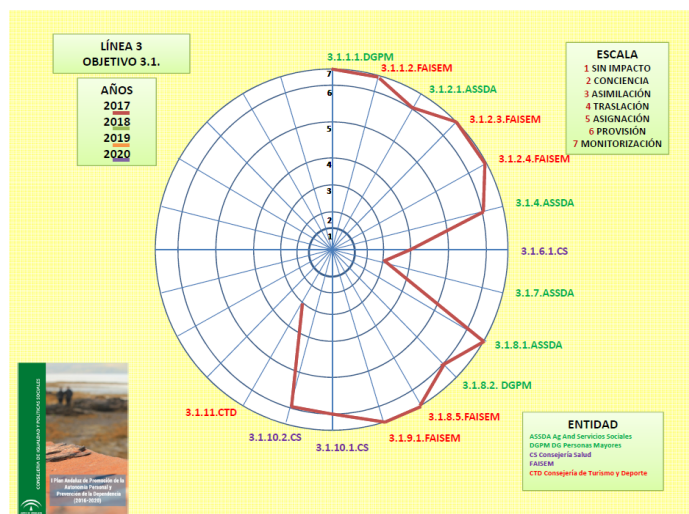 LÍNEA 3
OBJETIVO 3.1.
AÑOS
2017
2018
2019
2020
3.1.1.1.DGPM
3.1.1.2.FAISEM
3.1.2.1.ASSDA
3.1.2.3.FAISEM
3.1.2.4.FAISEM
3.1.4.ASSDA
3.1.6.1.CS
3.1.7.ASSDA
3.1.8.1.ASSDA
3.1.8.2. DGPM
3.1.8.5.FAISEM
3.1.9.1.FAISEM
3.1.10.1.CS
3.1.10.2.CS
3.1.11.CTD
7
6
5
4
3
2
1
ESCALA
1 SIN IMPACTO
2 CONCIENCIA
3 ASIMILACIÓN
4 TRASLACIÓN
5 ASIGNACIÓN
6 PROVISIÓN
7 MONITORIZACIÓN
ENTIDAD
ASSDA Ag And Servicios Sociales
DGPM DG Personas Mayores
CS Consejería Salud
FAISEM
CTD Consejería de Turismo y Deporte
CONSEJERÍA DE IGUALDAD Y POLÍTICAS SOCIALES
I Plan Andaluz de Promoción de la
Autonomía Personal y
Prevención de la Dependencia
(2016-2020)